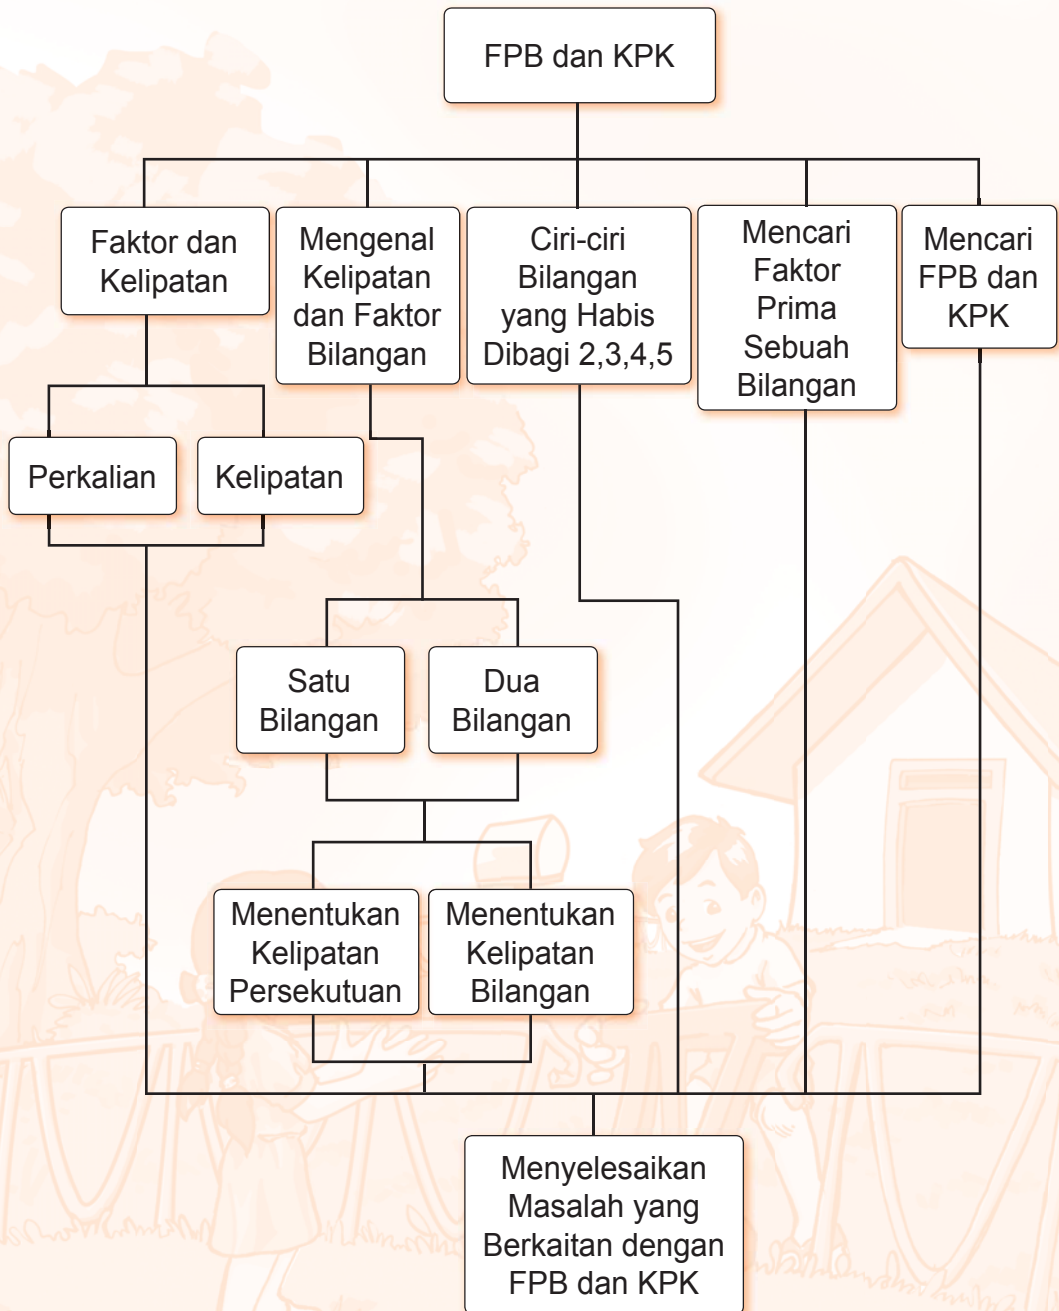 FPB dan KPK
Faktor dan
Kelipatan
Mengenal
Kelipatan
dan Faktor
Bilangan
Ciri-ciri
Bilangan
yang Habis
Dibagi 2,3,4,5
Mencari
Faktor
Prima
Sebuah
Bilangan
Mencari
FPB dan
KPK
Perkalian
Kelipatan
Satu
Bilangan
Dua
Bilangan
Menentukan
Kelipatan
Persekutuan
Menentukan
Kelipatan
Bilangan
Menyelesaikan
Masalah yang
Berkaitan dengan
FPB dan KPK